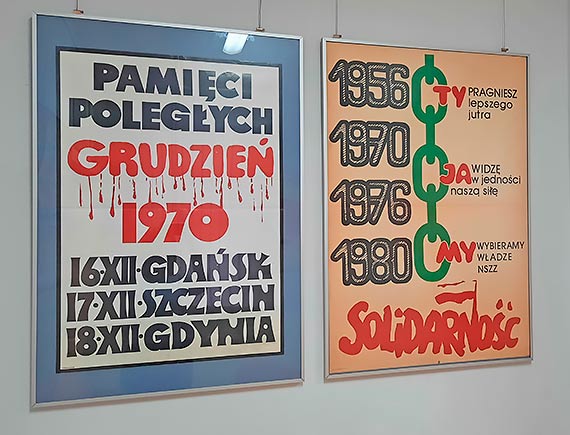 PAMIĘCI
POLEGŁYCH
GRUDZIEŃ
1970
16·XII·GDAŃSK
17·XII·SZCZECIN
18·XII·GDYNIA
1956
TY PRAGNIESZ
lepszego
jutra
1970
JA WIDZĘ
w jedności
naszą siłę
1976
1980
MY WYBIERAMY
WŁADZE
NSZZ
SOLiDARNOŚĆ